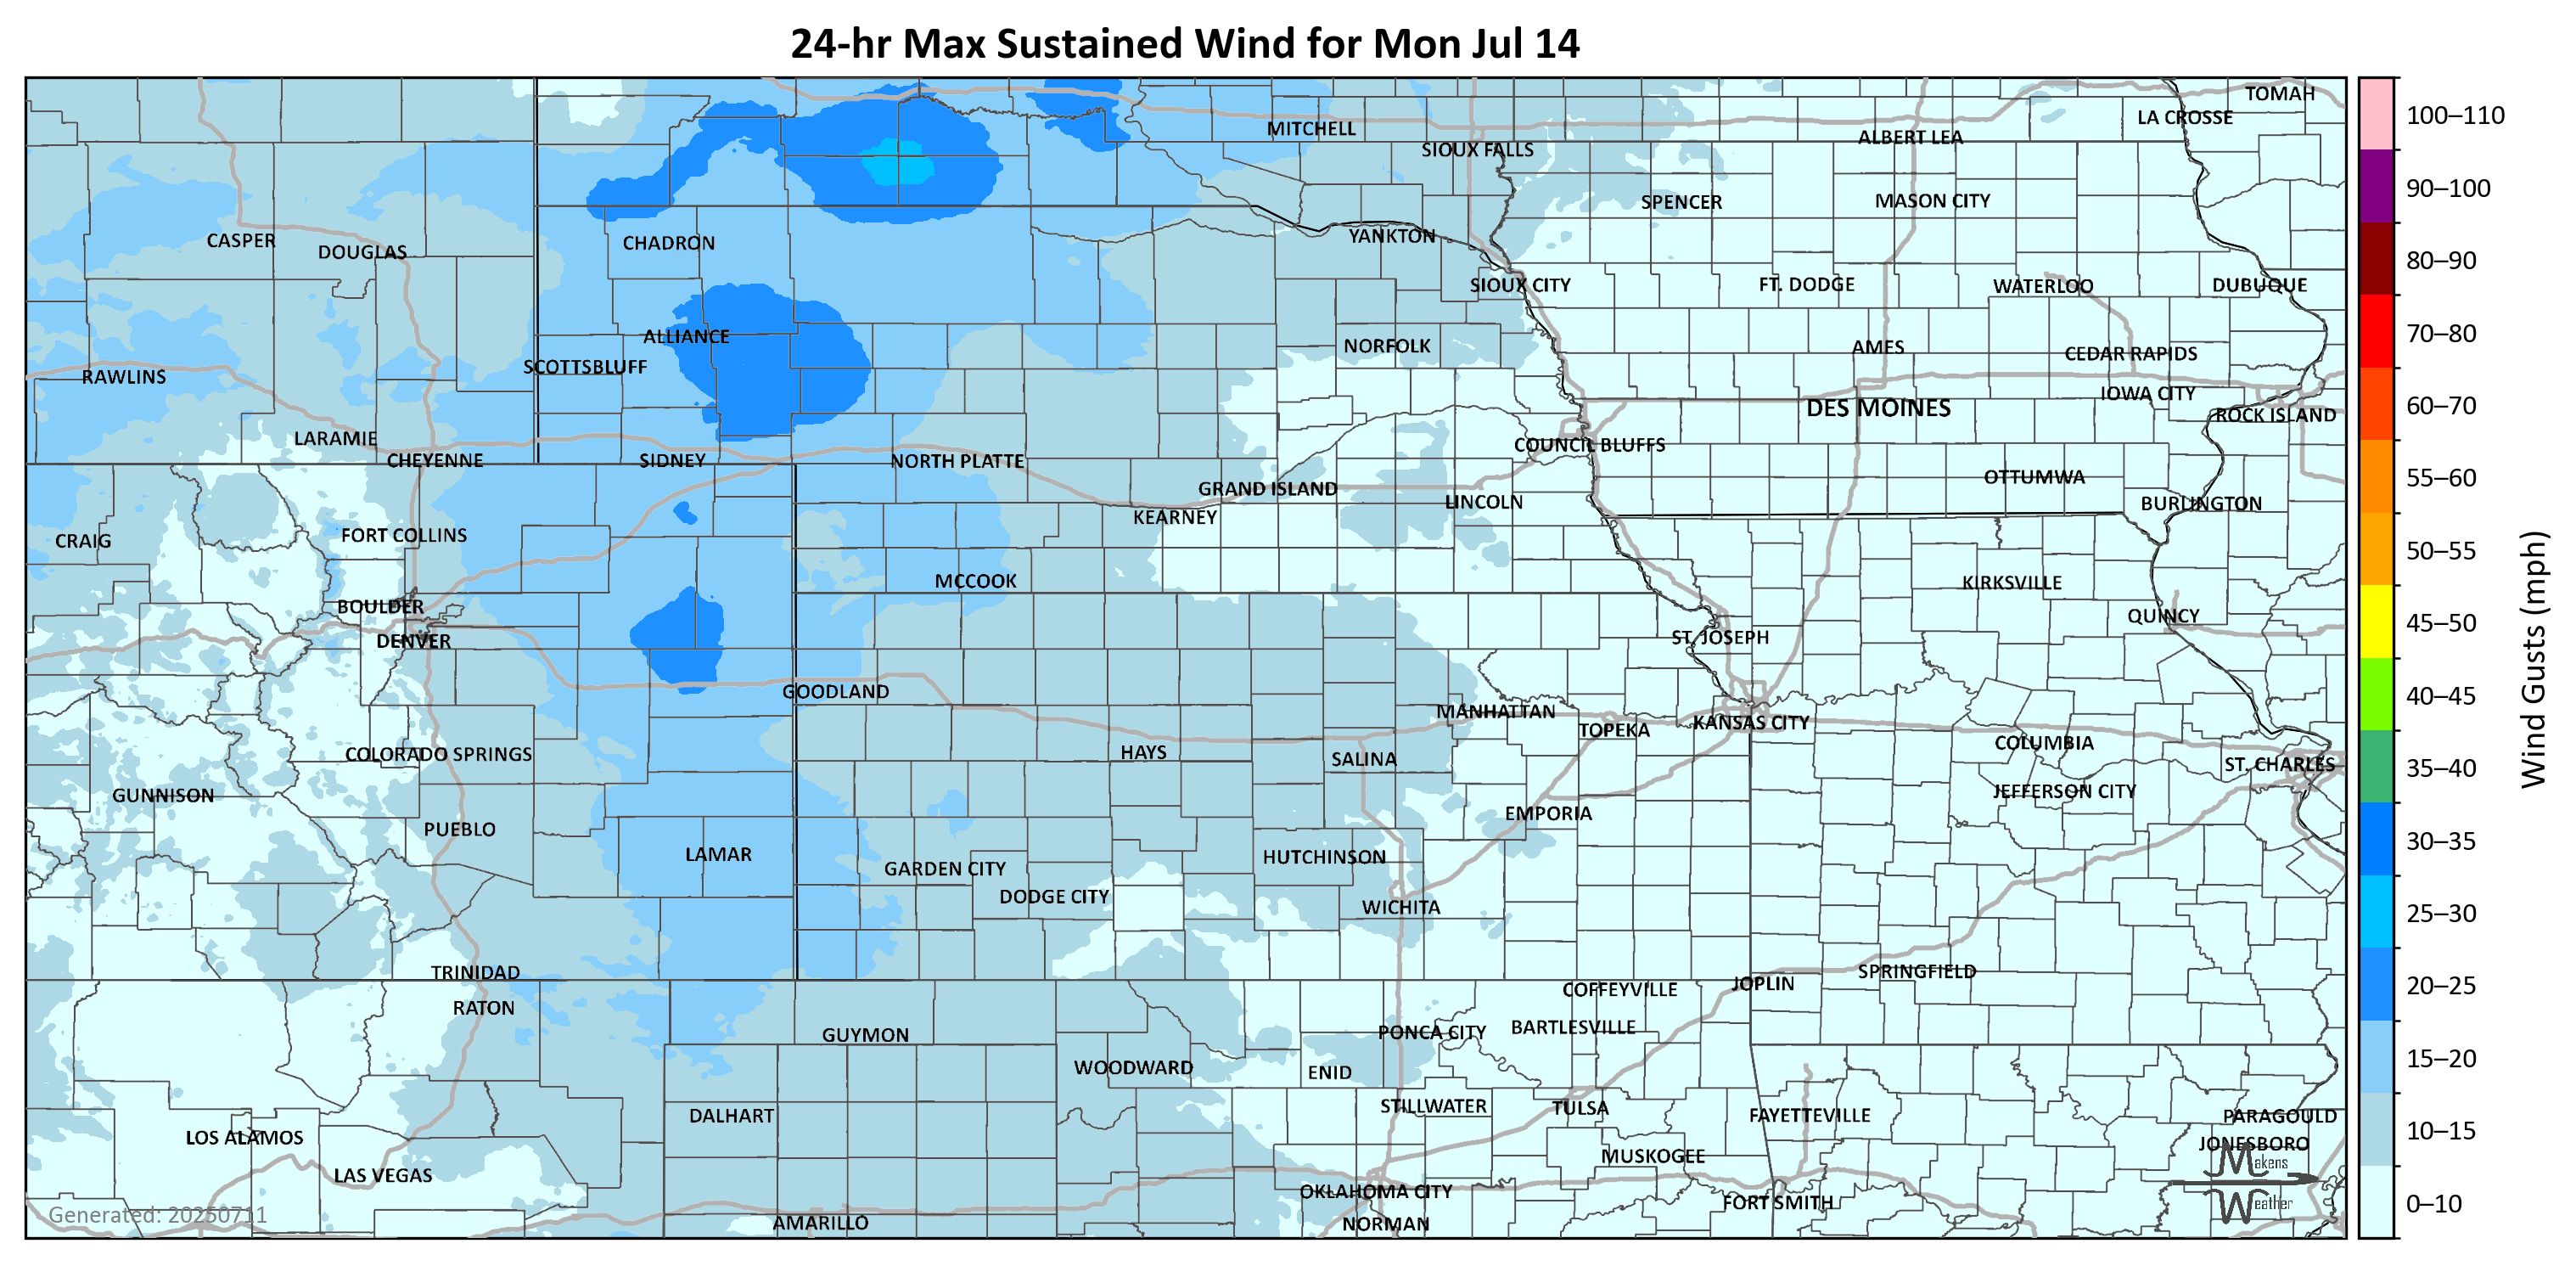 24-hr Max Sustained Wind for Mon Jul 14
TOMAH
LA CROSSE
MITCHELL
ALBERT LEA
SIOUX FALLS
SPENCER
MASON CITY
CASPER
DOUGLAS
CHADRON
YANKTON
SIOUX CITY
FT. DODGE
WATERLOO
DUBUQUE
ALLIANCE
NORFOLK
AMES
CEDAR RAPIDS
SCOTTSBLUFF
RAWLINS
IOWA CITY
DES MOINES
ROCK ISLAND
LARAMIE
COUNCIL BLUFFS
CHEYENNE
SIDNEY
NORTH PLATTE
OTTUMWA
GRAND ISLAND
LINCOLN
BURLINGTON
KEARNEY
FORT COLLINS
CRAIG
MCCOOK
KIRKSVILLE
BOULDER
QUINCY
DENVER
ST. JOSEPH
GOODLAND
MANHATTAN
TOPEKA
KANSAS CITY
COLORADO SPRINGS
HAYS
SALINA
COLUMBIA
ST. CHARLES
GUNNISON
JEFFERSON CITY
EMPORIA
PUEBLO
LAMAR
HUTCHINSON
GARDEN CITY
DODGE CITY
WICHITA
TRINIDAD
SPRINGFIELD
JOPLIN
COFFEYVILLE
RATON
GUYMON
PONCA CITY
BARTLESVILLE
WOODWARD
ENID
STILLWATER
TULSA
DALHART
FAYETTEVILLE
PARAGOULD
LOS ALAMOS
JONESBORO
MUSKOGEE
LAS VEGAS
OKLAHOMA CITY
FORT SMITH
AMARILLO
NORMAN
Generated: 20250711
Makens
Weather
100–110
90–100
80–90
70–80
60–70
55–60
50–55
45–50
40–45
35–40
30–35
25–30
20–25
15–20
10–15
0–10
Wind Gusts (mph)